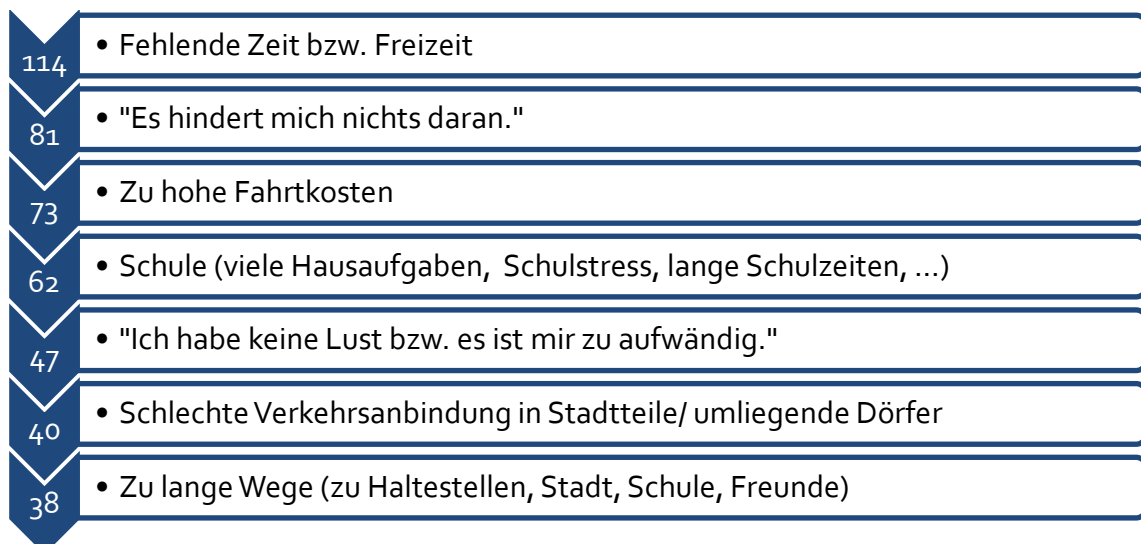 114 • Fehlende Zeit bzw. Freizeit
81 • "Es hindert mich nichts daran."
73 • Zu hohe Fahrtkosten
62 • Schule (viele Hausaufgaben, Schulstress, lange Schulzeiten, ...)
47 • "Ich habe keine Lust bzw. es ist mir zu aufwändig."
40 • Schlechte Verkehrsanbindung in Stadtteile/ umliegende Dörfer
38 • Zu lange Wege (zu Haltestellen, Stadt, Schule, Freunde)